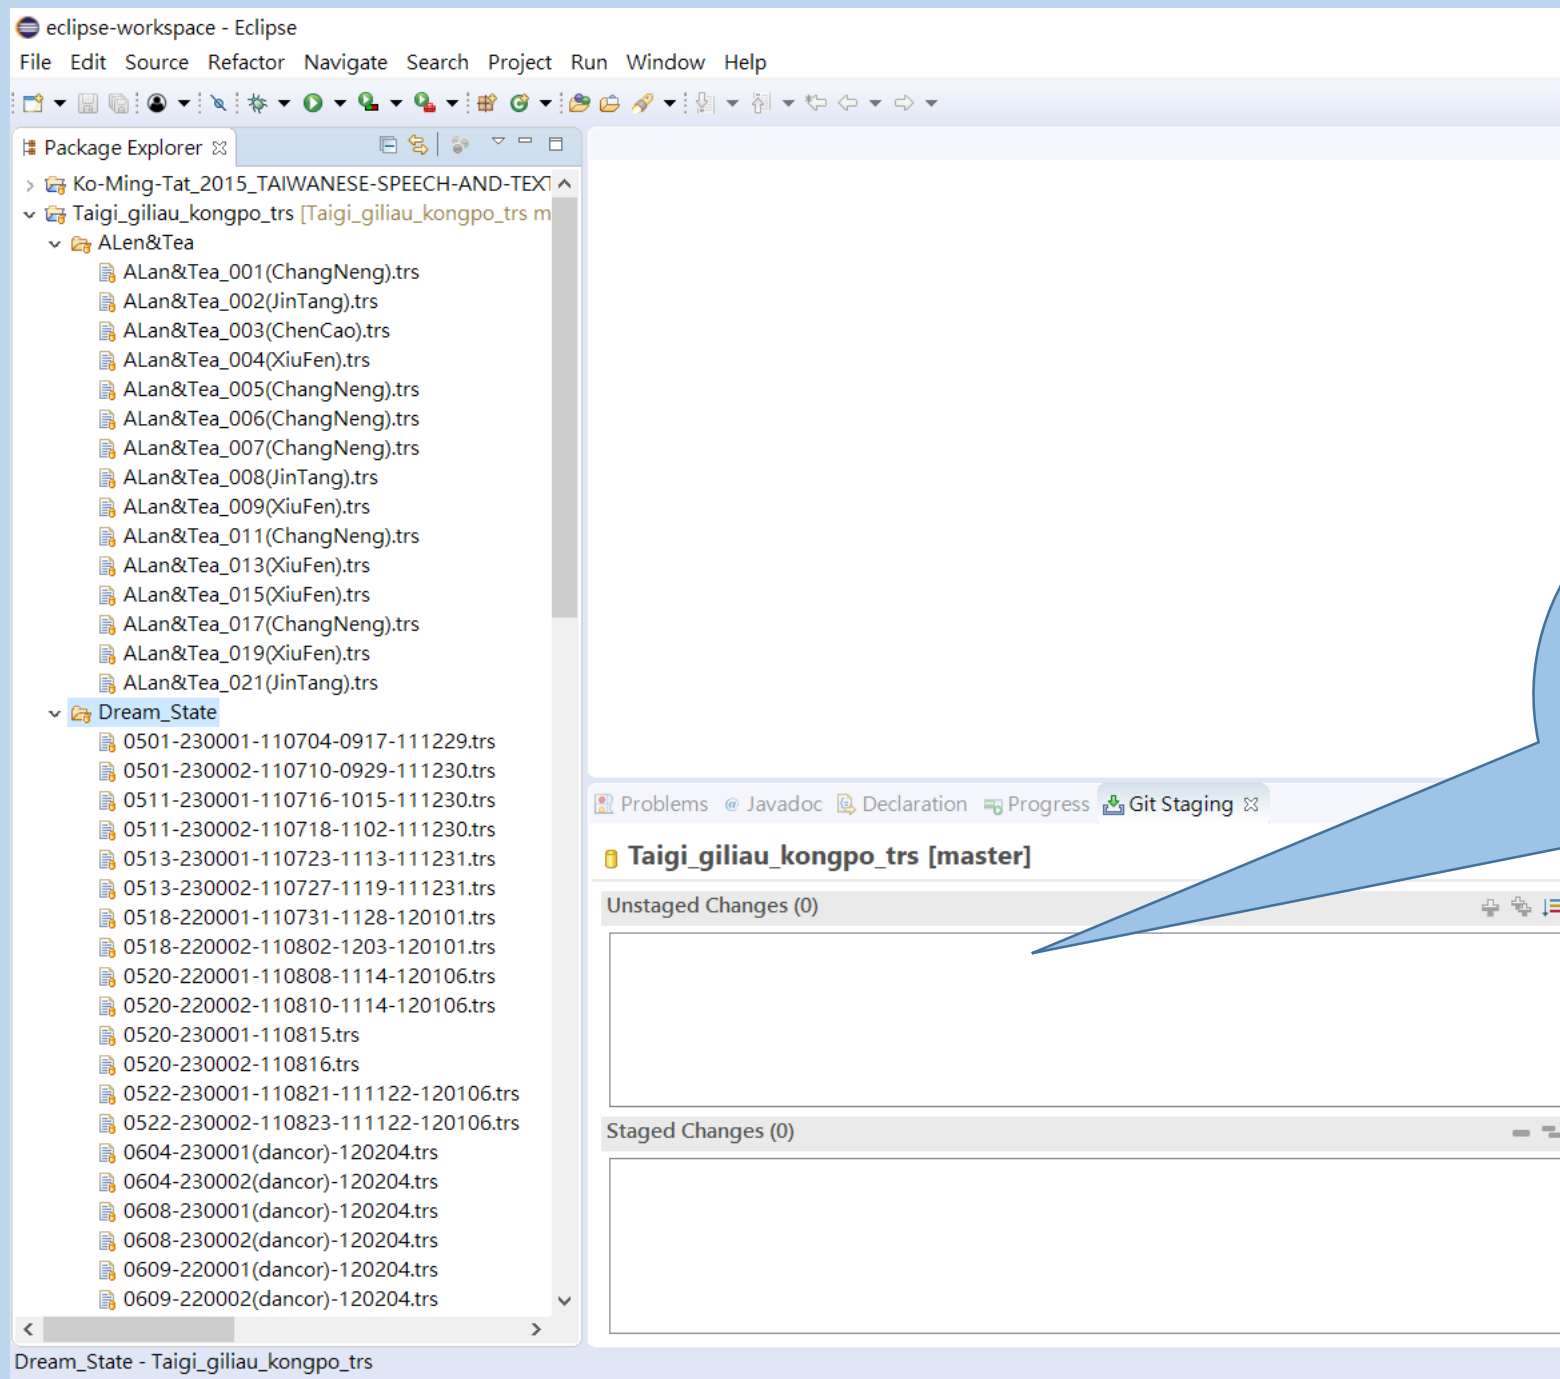 eclipse-workspace - Eclipse
File Edit Source Refactor Navigate Search Project Run Window Help
Package Explorer
Ko-Ming-Tat_2015_TAIWANESE-SPEECH-AND-TEXT
Taigi_giliau_kongpo_trs [Taigi_giliau_kongpo_trs m
ALen&Tea
ALan&Tea_001(ChangNeng).trs
ALan&Tea_002(JinTang).trs
ALan&Tea_003(ChenCao).trs
ALan&Tea_004(XiuFen).trs
ALan&Tea_005(ChangNeng).trs
ALan&Tea_006(ChangNeng).trs
ALan&Tea_007(ChangNeng).trs
ALan&Tea_008(JinTang).trs
ALan&Tea_009(XiuFen).trs
ALan&Tea_011(ChangNeng).trs
ALan&Tea_013(XiuFen).trs
ALan&Tea_015(XiuFen).trs
ALan&Tea_017(ChangNeng).trs
ALan&Tea_019(XiuFen).trs
ALan&Tea_021(JinTang).trs
Dream_State
0501-230001-110704-0917-111229.trs
0501-230002-110710-0929-111230.trs
0511-230001-110716-1015-111230.trs
0511-230002-110718-1102-111230.trs
0513-230001-110723-1113-111231.trs
0513-230002-110727-1119-111231.trs
0518-220001-110731-1128-120101.trs
0518-220002-110802-1203-120101.trs
0520-220001-110808-1114-120106.trs
0520-220002-110810-1114-120106.trs
0520-230001-110815.trs
0520-230002-110816.trs
0522-230001-110821-111122-120106.trs
0522-230002-110823-111122-120106.trs
0604-230001(dancor)-120204.trs
0604-230002(dancor)-120204.trs
0608-230001(dancor)-120204.trs
0608-230002(dancor)-120204.trs
0609-220001(dancor)-120204.trs
0609-220002(dancor)-120204.trs
Problems @ Javadoc Declaration Progress Git Staging
Taigi_giliau_kongpo_trs [master]
Unstaged Changes (0)
Staged Changes (0)
Dream_State - Taigi_giliau_kongpo_trs